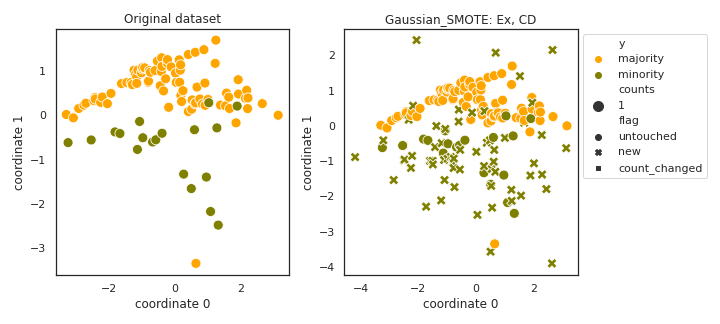 Original dataset
coordinate 1
1
0
−1
−2
−3
−2
0
2
coordinate 0
Gaussian_SMOTE: Ex, CD
coordinate 1
2
1
0
−1
−2
−3
−4
−4
−2
0
2
coordinate 0
y
majority
minority
counts
1
flag
untouched
new
count_changed